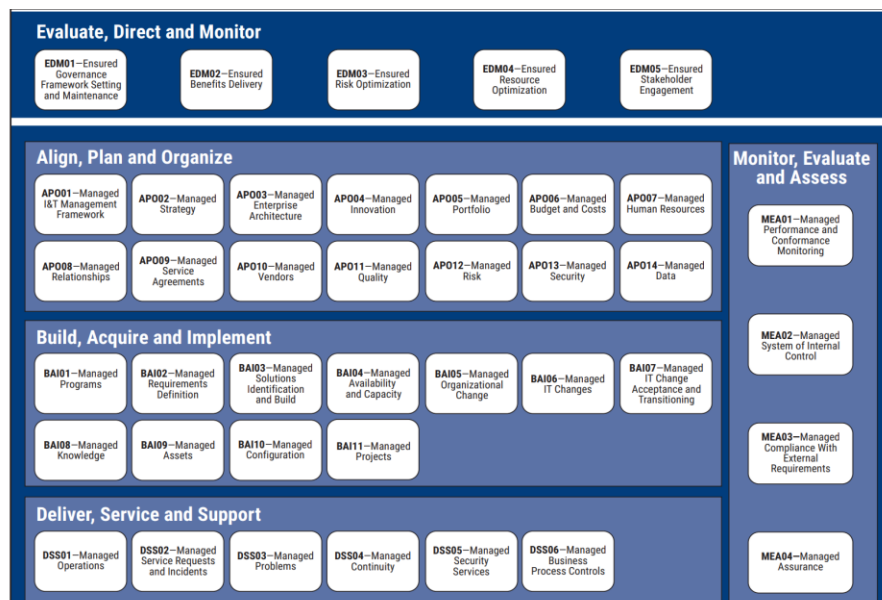 Evaluate, Direct and Monitor
EDM01—Ensured
Governance
Framework Setting
and Maintenance
EDM02—Ensured
Benefits Delivery
EDM03—Ensured
Risk Optimization
EDM04—Ensured
Resource
Optimization
EDM05—Ensured
Stakeholder
Engagement
Align, Plan and Organize
APO01—Managed
I&T Management
Framework
APO02—Managed
Strategy
APO03—Managed
Enterprise
Architecture
APO04—Managed
Innovation
APO05—Managed
Portfolio
APO06—Managed
Budget and Costs
APO07—Managed
Human Resources
APO08—Managed
Relationships
APO09—Managed
Service
Agreements
APO10—Managed
Vendors
APO11—Managed
Quality
APO12—Managed
Risk
APO13—Managed
Security
APO14—Managed
Data
Build, Acquire and Implement
BAI01—Managed
Programs
BAI02—Managed
Requirements
Definition
BAI03—Managed
Solutions
Identification
and Build
BAI04—Managed
Availability
and Capacity
BAI05—Managed
Organizational
Change
BAI06—Managed
IT Changes
BAI07—Managed
IT Change
Acceptance and
Transitioning
BAI08—Managed
Knowledge
BAI09—Managed
Assets
BAI10—Managed
Configuration
BAI11—Managed
Projects
Deliver, Service and Support
DSS01—Managed
Operations
DSS02—Managed
Service Requests
and Incidents
DSS03—Managed
Problems
DSS04—Managed
Continuity
DSS05—Managed
Security
Services
DSS06—Managed
Business
Process Controls
Monitor, Evaluate
and Assess
MEA01—Managed
Performance and
Conformance
Monitoring
MEA02—Managed
System of Internal
Control
MEA03—Managed
Compliance With
External
Requirements
MEA04—Managed
Assurance